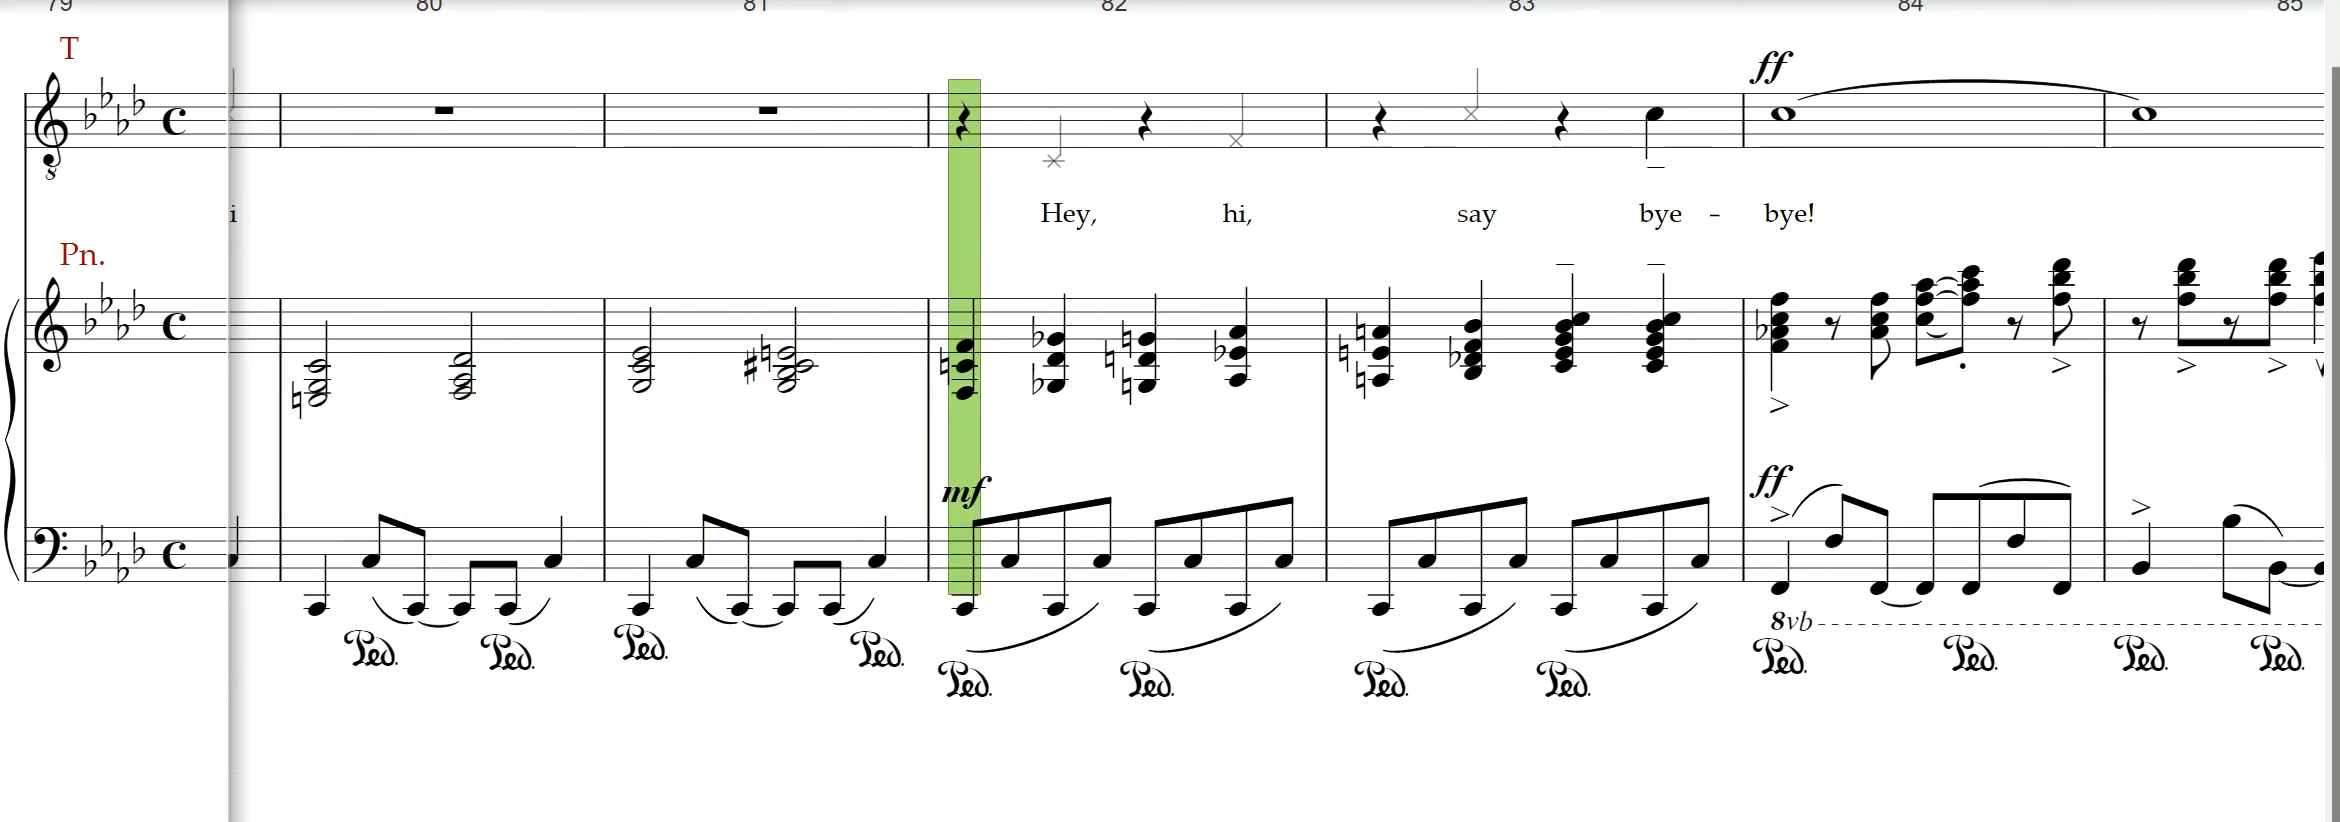 79 80 81 82 83 84 85
T
ff
8
i Hey, hi, say bye - bye!
Pn.
mf ff
8vb
Ped. Ped. Ped. Ped. Ped. Ped. Ped. Ped. Ped. Ped. Ped. Ped.